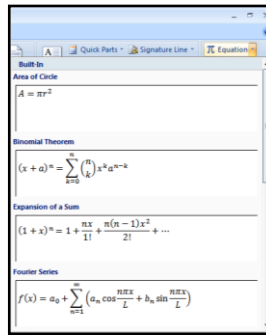 Quick Parts Signature Line π Equation
Built-In
Area of Circle
A = πr²
Binomial Theorem
(x + a)ⁿ = ∑ₖ₌₀ⁿ (n k) xᵏaⁿ⁻ᵏ
Expansion of a Sum
(1 + x)ⁿ = 1 + nx/1! + n(n − 1)x²/2! + ⋯
Fourier Series
f(x) = a₀ + ∑ₙ₌₁^∞ (aₙ cos nπx/L + bₙ sin nπx/L)